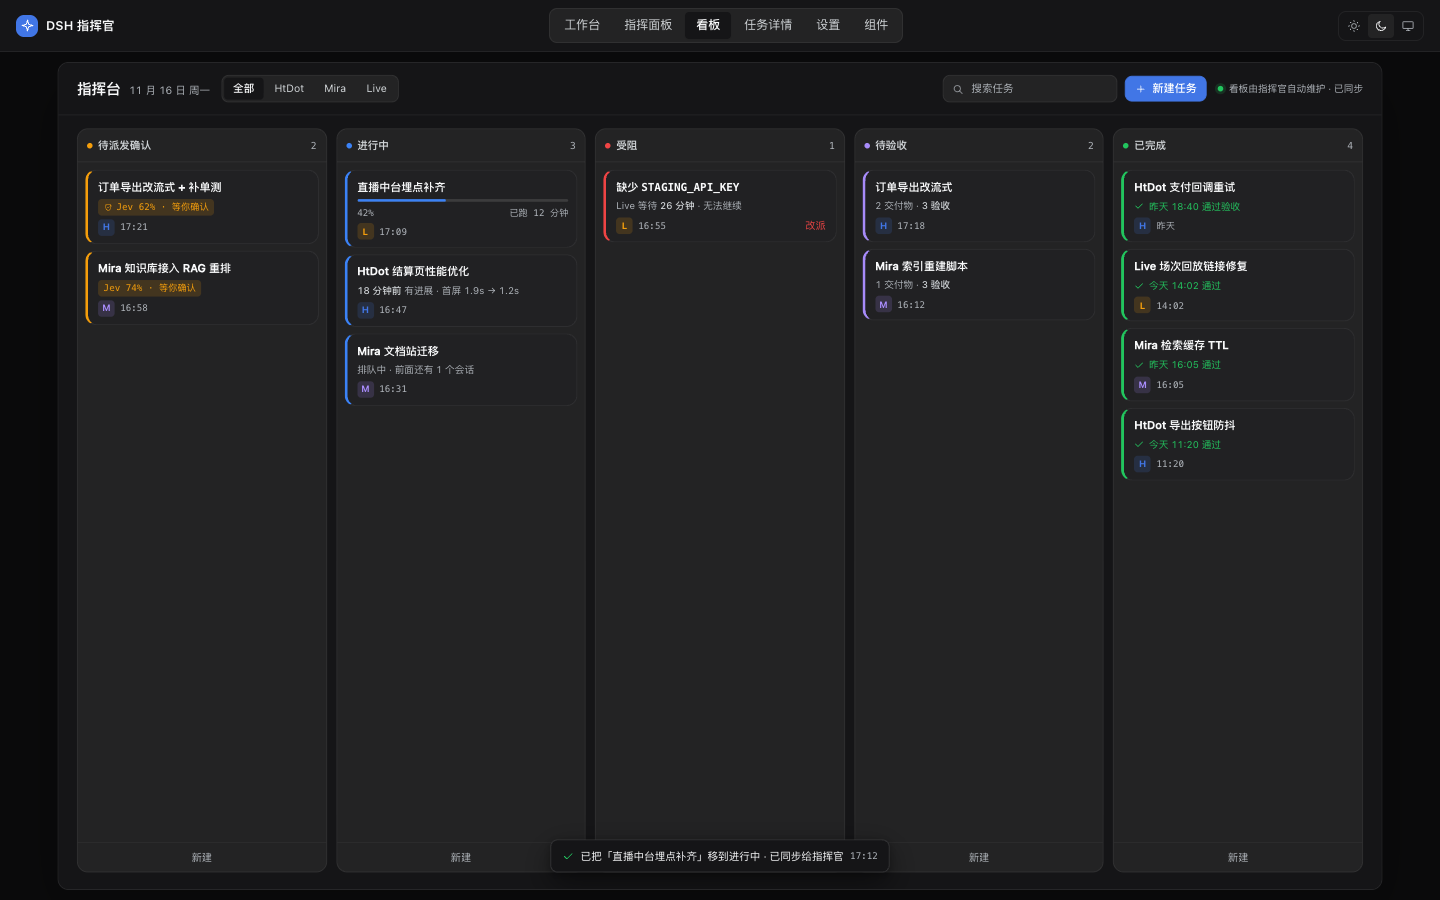 DSH 指挥官
工作台 指挥面板 看板 任务详情 设置 组件
指挥台 11 月 16 日 周一 全部 HtDot Mira Live
搜索任务 + 新建任务 看板由指挥官自动维护 · 已同步
待派发确认 2
订单导出改流式 + 补单测
Jev 62% · 等你确认
H 17:21
Mira 知识库接入 RAG 重排
Jev 74% · 等你确认
M 16:58
新建
进行中 3
直播中台埋点补齐
42% 已跑 12 分钟
L 17:09
HtDot 结算页性能优化
18 分钟前 有进展 · 首屏 1.9s → 1.2s
H 16:47
Mira 文档站迁移
排队中 · 前面还有 1 个会话
M 16:31
新建
受阻 1
缺少 STAGING_API_KEY
Live 等待 26 分钟 · 无法继续
L 16:55 改派
待验收 2
订单导出改流式
2 交付物 · 3 验收
H 17:18
Mira 索引重建脚本
1 交付物 · 3 验收
M 16:12
新建
已完成 4
HtDot 支付回调重试
昨天 18:40 通过验收
H 昨天
Live 场次回放链接修复
今天 14:02 通过
L 14:02
Mira 检索缓存 TTL
昨天 16:05 通过
M 16:05
HtDot 导出按钮防抖
今天 11:20 通过
H 11:20
新建
已把「直播中台埋点补齐」移到进行中 · 已同步给指挥官 17:12